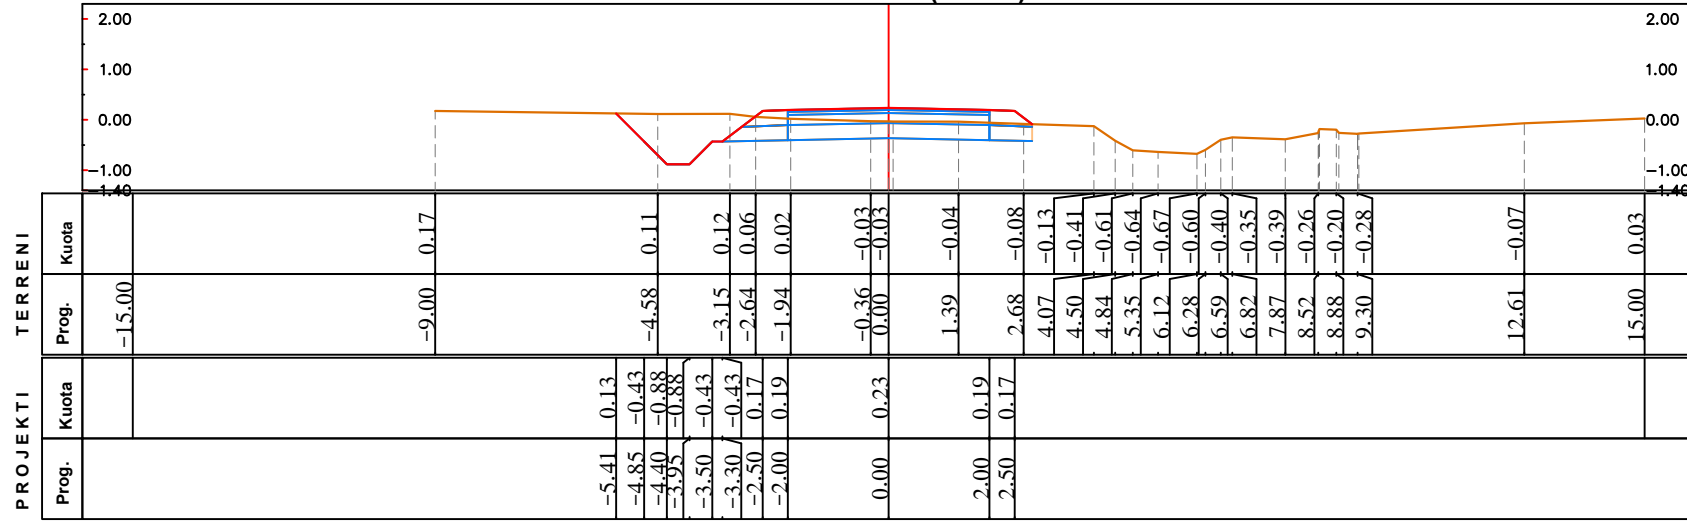 2.00 2.00
1.00 1.00
0.00 0.00
−1.00 −1.00
−1.40 −1.40
TERRENI
Kuota
0.17 0.11 0.12 0.06 0.02 −0.03 −0.03 −0.04 −0.08 −0.13 −0.41 −0.61 −0.64 −0.67 −0.60 −0.40 −0.35 −0.39 −0.26 −0.20 −0.28 −0.07 0.03
Prog.
−15.00 −9.00 −4.58 −3.15 −2.64 −1.94 −0.36 0.00 1.39 2.68 4.07 4.50 4.84 5.35 6.12 6.28 6.59 6.82 7.87 8.52 8.88 9.30 12.61 15.00
PROJEKTI
Kuota
0.13 −0.43 −0.88 −0.88 −0.43 −0.43 0.17 0.19 0.23 0.19 0.17
Prog.
−5.41 −4.85 −4.40 −3.95 −3.50 −3.30 −2.50 −2.00 0.00 2.00 2.50